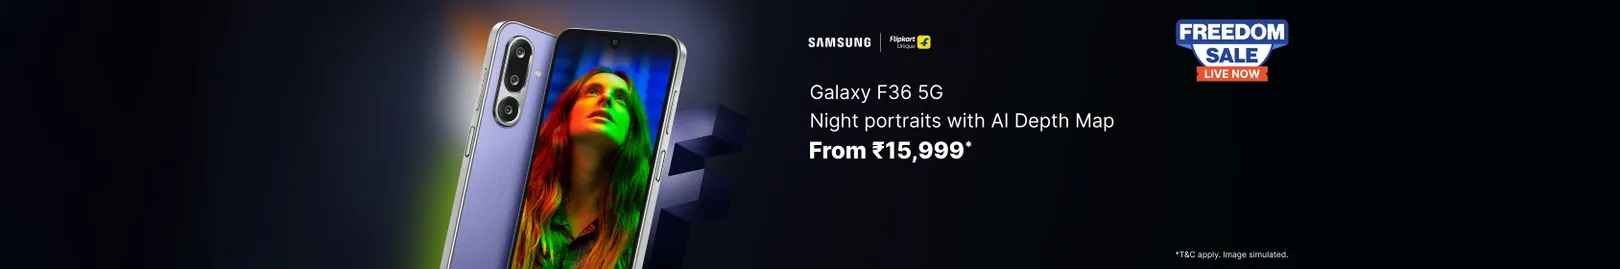 SAMSUNG
Flipkart
Unique
Galaxy F36 5G
Night portraits with AI Depth Map
From ₹15,999*
FREEDOM
SALE
LIVE NOW
*T&C apply. Image simulated.